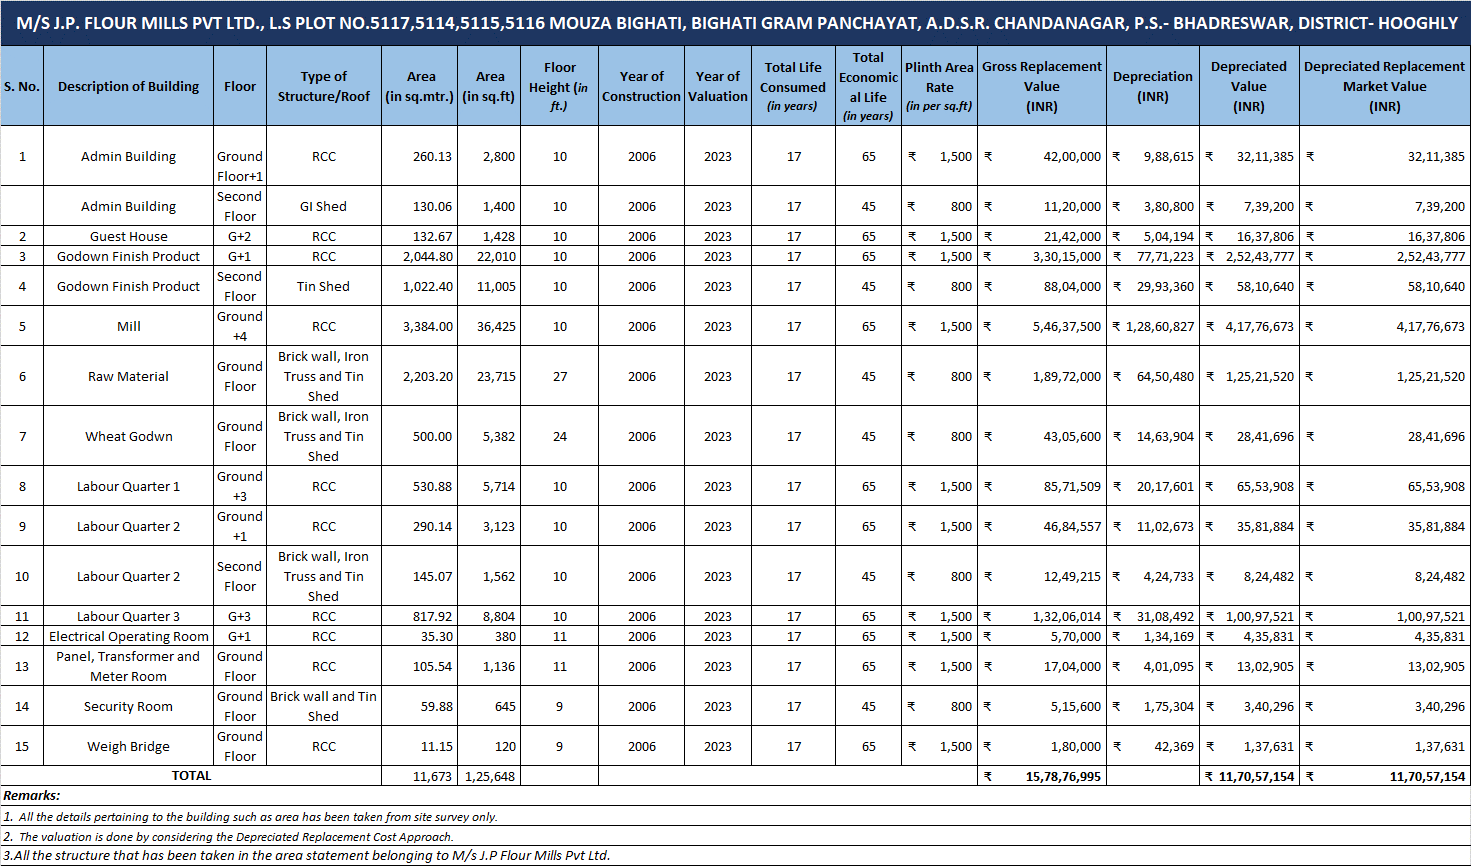 M/S J.P. FLOUR MILLS PVT LTD., L.S PLOT NO.5117,5114,5115,5116 MOUZA BIGHATI, BIGHATI GRAM PANCHAYAT, A.D.S.R. CHANDANAGAR, P.S.- BHADRESWAR, DISTRICT- HOOGHLY
S. No. Description of Building Floor Type of Structure/Roof Area (in sq.mtr.) Area (in sq.ft) Floor Height (in ft.) Year of Construction Year of Valuation Total Life Consumed (in years) Total Economical Life (in years) Plinth Area Rate (in per sq.ft) Gross Replacement Value (INR) Depreciation (INR) Depreciated Value (INR) Depreciated Replacement Market Value (INR)
1 Admin Building Ground Floor+1 RCC 260.13 2,800 10 2006 2023 17 65 ₹ 1,500 ₹ 42,00,000 ₹ 9,88,615 ₹ 32,11,385 ₹ 32,11,385
Admin Building Second Floor GI Shed 130.06 1,400 10 2006 2023 17 45 ₹ 800 ₹ 11,20,000 ₹ 3,80,800 ₹ 7,39,200 ₹ 7,39,200
2 Guest House G+2 RCC 132.67 1,428 10 2006 2023 17 65 ₹ 1,500 ₹ 21,42,000 ₹ 5,04,194 ₹ 16,37,806 ₹ 16,37,806
3 Godown Finish Product G+1 RCC 2,044.80 22,010 10 2006 2023 17 65 ₹ 1,500 ₹ 3,30,15,000 ₹ 77,71,223 ₹ 2,52,43,777 ₹ 2,52,43,777
4 Godown Finish Product Second Floor Tin Shed 1,022.40 11,005 10 2006 2023 17 45 ₹ 800 ₹ 88,04,000 ₹ 29,93,360 ₹ 58,10,640 ₹ 58,10,640
5 Mill Ground +4 RCC 3,384.00 36,425 10 2006 2023 17 65 ₹ 1,500 ₹ 5,46,37,500 ₹ 1,28,60,827 ₹ 4,17,76,673 ₹ 4,17,76,673
6 Raw Material Ground Floor Brick wall, Iron Truss and Tin Shed 2,203.20 23,715 27 2006 2023 17 45 ₹ 800 ₹ 1,89,72,000 ₹ 64,50,480 ₹ 1,25,21,520 ₹ 1,25,21,520
7 Wheat Godwn Ground Floor Brick wall, Iron Truss and Tin Shed 500.00 5,382 24 2006 2023 17 45 ₹ 800 ₹ 43,05,600 ₹ 14,63,904 ₹ 28,41,696 ₹ 28,41,696
8 Labour Quarter 1 Ground +3 RCC 530.88 5,714 10 2006 2023 17 65 ₹ 1,500 ₹ 85,71,509 ₹ 20,17,601 ₹ 65,53,908 ₹ 65,53,908
9 Labour Quarter 2 Ground +1 RCC 290.14 3,123 10 2006 2023 17 65 ₹ 1,500 ₹ 46,84,557 ₹ 11,02,673 ₹ 35,81,884 ₹ 35,81,884
10 Labour Quarter 2 Second Floor Brick wall, Iron Truss and Tin Shed 145.07 1,562 10 2006 2023 17 45 ₹ 800 ₹ 12,49,215 ₹ 4,24,733 ₹ 8,24,482 ₹ 8,24,482
11 Labour Quarter 3 G+3 RCC 817.92 8,804 10 2006 2023 17 65 ₹ 1,500 ₹ 1,32,06,014 ₹ 31,08,492 ₹ 1,00,97,521 ₹ 1,00,97,521
12 Electrical Operating Room G+1 RCC 35.30 380 11 2006 2023 17 65 ₹ 1,500 ₹ 5,70,000 ₹ 1,34,169 ₹ 4,35,831 ₹ 4,35,831
13 Panel, Transformer and Meter Room Ground Floor RCC 105.54 1,136 11 2006 2023 17 65 ₹ 1,500 ₹ 17,04,000 ₹ 4,01,095 ₹ 13,02,905 ₹ 13,02,905
14 Security Room Ground Floor Brick wall and Tin Shed 59.88 645 9 2006 2023 17 45 ₹ 800 ₹ 5,15,600 ₹ 1,75,304 ₹ 3,40,296 ₹ 3,40,296
15 Weigh Bridge Ground Floor RCC 11.15 120 9 2006 2023 17 65 ₹ 1,500 ₹ 1,80,000 ₹ 42,369 ₹ 1,37,631 ₹ 1,37,631
TOTAL 11,673 1,25,648 ₹ 15,78,76,995 ₹ 11,70,57,154 ₹ 11,70,57,154
Remarks:
1. All the details pertaining to the building such as area has been taken from site survey only.
2. The valuation is done by considering the Depreciated Replacement Cost Approach.
3.All the structure that has been taken in the area statement belonging to M/s J.P Flour Mills Pvt Ltd.